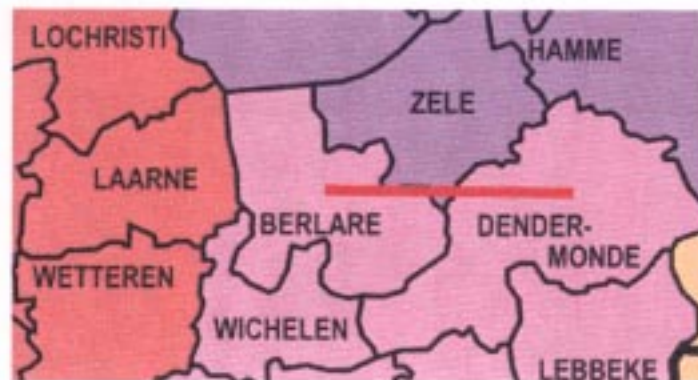 LOCHRISTI
HAMME
ZELE
LAARNE
BERLARE
DENDER-
MONDE
WETTEREN
WICHELEN
LEBBEKE